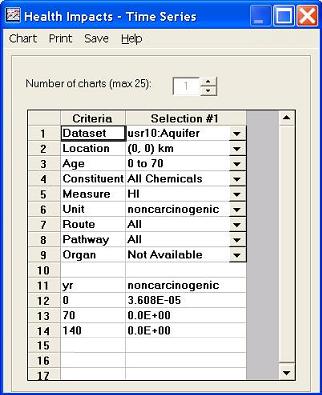 Health Impacts - Time Series
Chart Print Save Help
Number of charts (max 25): 1
Criteria Selection #1
1 Dataset usr10:Aquifer
2 Location (0, 0) km
3 Age 0 to 70
4 Constituent All Chemicals
5 Measure HI
6 Unit noncarcinogenic
7 Route All
8 Pathway All
9 Organ Not Available
10
11 yr noncarcinogenic
12 0 3.608E-05
13 70 0.0E+00
14 140 0.0E+00
15
16
17